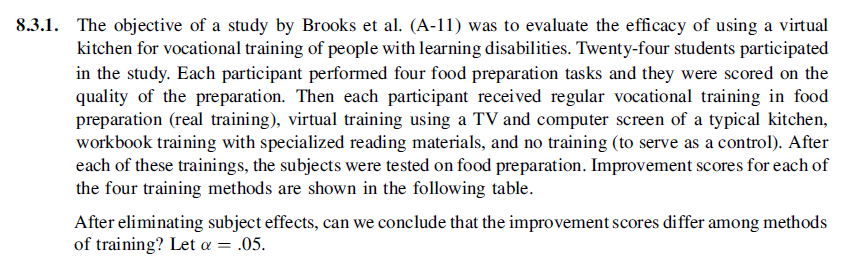 8.3.1. The objective of a study by Brooks et al. (A-11) was to evaluate the efficacy of using a virtual
kitchen for vocational training of people with learning disabilities. Twenty-four students participated
in the study. Each participant performed four food preparation tasks and they were scored on the
quality of the preparation. Then each participant received regular vocational training in food
preparation (real training), virtual training using a TV and computer screen of a typical kitchen,
workbook training with specialized reading materials, and no training (to serve as a control). After
each of these trainings, the subjects were tested on food preparation. Improvement scores for each of
the four training methods are shown in the following table.
After eliminating subject effects, can we conclude that the improvement scores differ among methods
of training? Let α = .05.